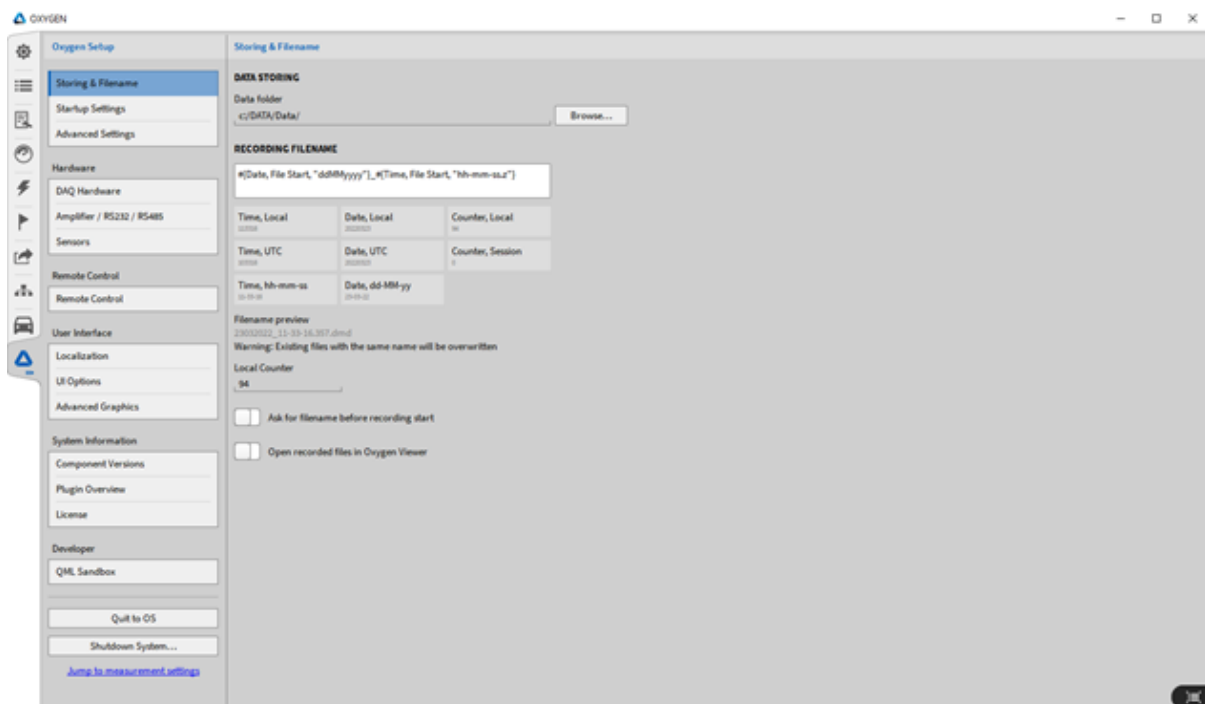 OXYGEN
Oxygen Setup
Storing & Filename
Startup Settings
Advanced Settings
Hardware
DAQ Hardware
Amplifier / RS232 / RS485
Sensors
Remote Control
Remote Control
User Interface
Localization
UI Options
Advanced Graphics
System Information
Component Versions
Plugin Overview
License
Developer
QML Sandbox
Quit to OS
Shutdown System...
Jump to measurement settings
Storing & Filename
DATA STORING
Data folder
c:/DATA/Data/
Browse...
RECORDING FILENAME
#{Date, File Start, "ddMMyyyy"}_#{Time, File Start, "hh-mm-ss.z"}
Time, Local Date, Local Counter, Local
94
Time, UTC Date, UTC Counter, Session
0
Time, hh-mm-ss Date, dd-MM-yy
Filename preview
23032022_11-33-16.357.dmd
Warning: Existing files with the same name will be overwritten
Local Counter
94
Ask for filename before recording start
Open recorded files in Oxygen Viewer